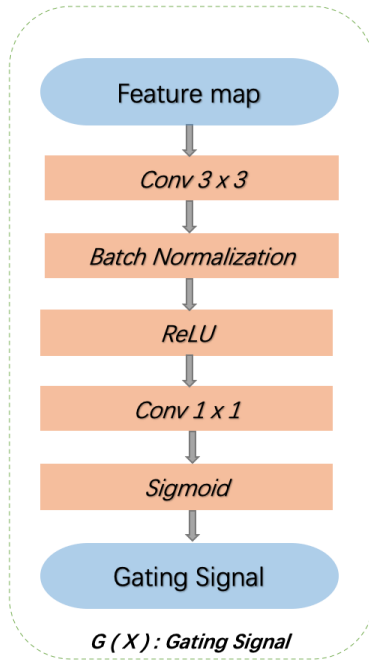 Feature map
Conv 3 x 3
Batch Normalization
ReLU
Conv 1 x 1
Sigmoid
Gating Signal
G ( X ) : Gating Signal